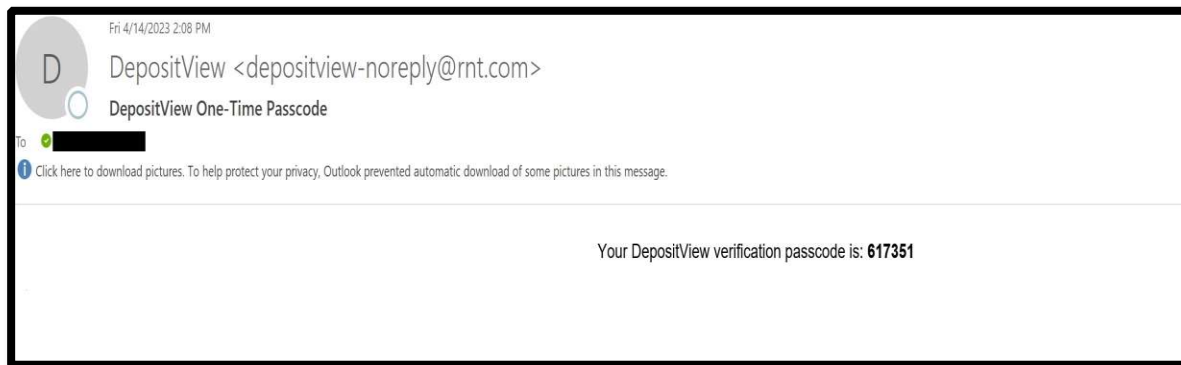 Fri 4/14/2023 2:08 PM
D
DepositView <depositview-noreply@rnt.com>
DepositView One-Time Passcode
To
Click here to download pictures. To help protect your privacy, Outlook prevented automatic download of some pictures in this message.
Your DepositView verification passcode is: 617351